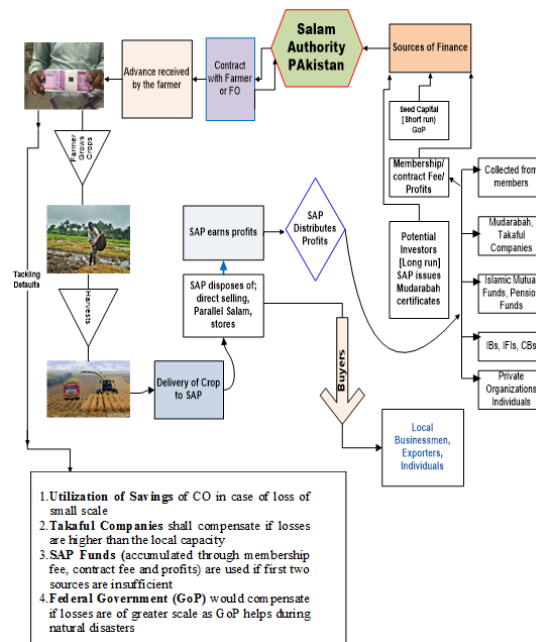 Salam
Authority
PAkistan
Sources of Finance
Contract
with Farmer
or FO
Advance
received
by the farmer
Seed Capital
[Short run]
GoP
Farmer
Grows
Crops
Membership/
contract Fee/
Profits
Collected from
members
Mudarabah,
Takaful
Companies
Islamic Mutual
Funds, Pension
Funds
IBs, IFIs, CBs
Private
Organizations
Individuals
Potential
Investors
[Long run]
SAP issues
Mudarabah
certificates
SAP earns profits
SAP
Distributes
Profits
SAP disposes of;
direct selling,
Parallel Salam,
stores
Tackling
Defaults
Harvests
Delivery of Crop
to SAP
Buyers
Local
Businessmen,
Exporters,
Individuals
1. Utilization of Savings of CO in case of loss of
small scale
2. Takaful Companies shall compensate if losses
are higher than the local capacity
3. SAP Funds (accumulated through membership
fee, contract fee and profits) are used if first two
sources are insufficient
4. Federal Government (GoP) would compensate
if losses are of greater scale as GoP helps during
natural disasters